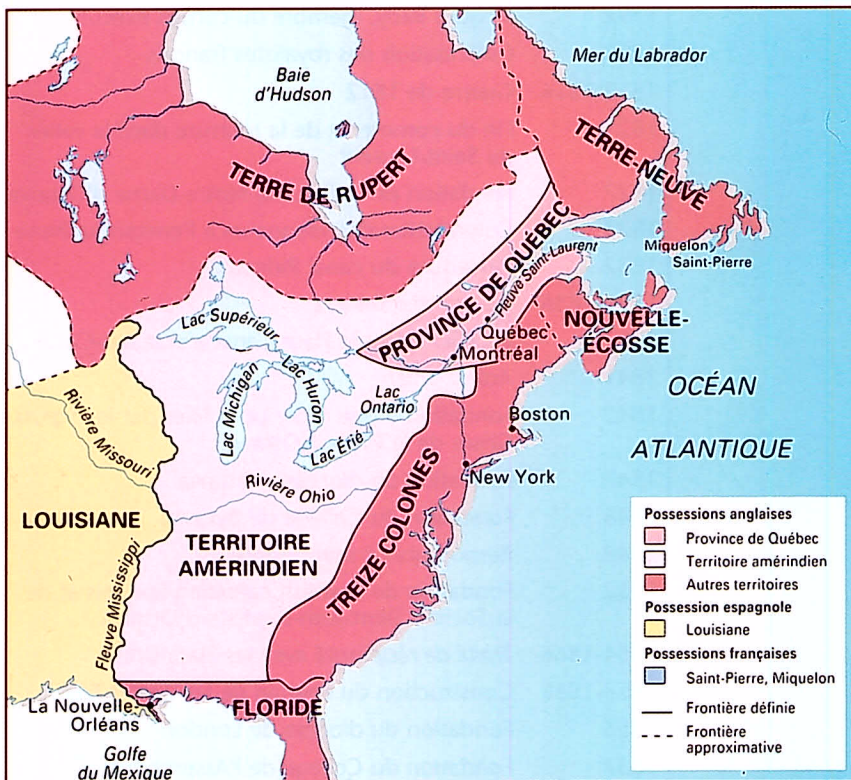 Mer du Labrador
Baie
d'Hudson
TERRE DE RUPERT
TERRE-NEUVE
Miquelon
Saint-Pierre
PROVINCE DE QUÉBEC
Fleuve Saint-Laurent
Québec
Montréal
NOUVELLE-
ÉCOSSE
Lac Supérieur
Lac Michigan
Lac Huron
Lac
Ontario
Lac Érié
OCÉAN
ATLANTIQUE
Boston
New York
Rivière Missouri
Rivière Ohio
LOUISIANE
TERRITOIRE
AMÉRINDIEN
TREIZE COLONIES
Fleuve Mississippi
La Nouvelle-
Orléans
FLORIDE
Golfe
du Mexique
Possessions anglaises
Province de Québec
Territoire amérindien
Autres territoires
Possession espagnole
Louisiane
Possessions françaises
Saint-Pierre, Miquelon
Frontière définie
Frontière
approximative